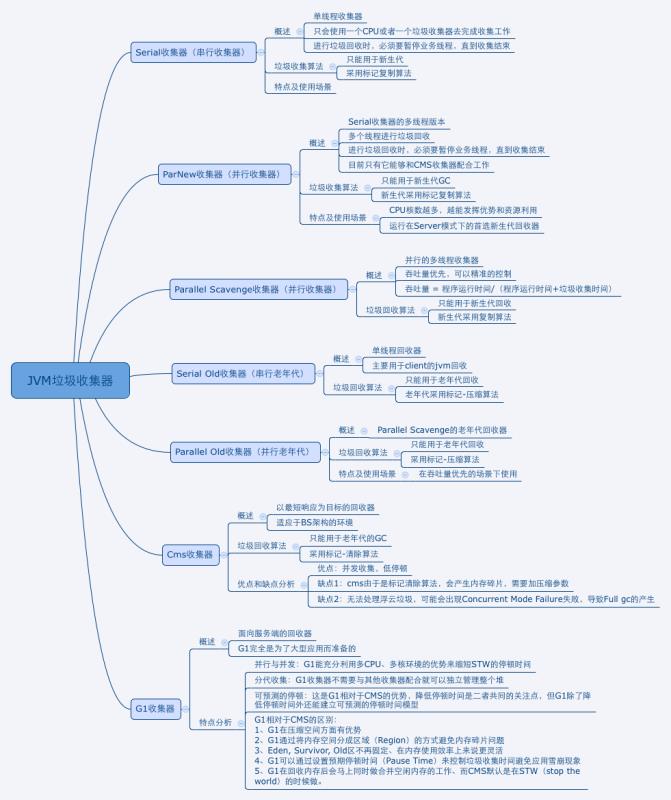 JVM垃圾收集器
Serial收集器（串行收集器）
概述
单线程收集器
只会使用一个CPU或者一个垃圾收集器去完成收集工作
进行垃圾回收时，必须要暂停业务线程，直到收集结束
垃圾收集算法
只能用于新生代
采用标记复制算法
特点及使用场景
ParNew收集器（并行收集器）
概述
Serial收集器的多线程版本
多个线程进行垃圾回收
进行垃圾回收时，必须要暂停业务线程，直到收集结束
目前只有它能够和CMS收集器配合工作
垃圾收集算法
只能用于新生代GC
新生代采用标记复制算法
特点及使用场景
CPU核数越多，越能发挥优势和资源利用
运行在Server模式下的首选新生代回收器
Parallel Scavenge收集器（并行收集器）
概述
并行的多线程收集器
吞吐量优先，可以精准的控制
吞吐量 = 程序运行时间/（程序运行时间+垃圾收集时间）
垃圾回收算法
只能用于新生代回收
新生代采用复制算法
Serial Old收集器（串行老年代）
概述
单线程回收器
主要用于client的jvm回收
垃圾回收算法
只能用于老年代回收
老年代采用标记-压缩算法
Parallel Old收集器（并行老年代）
概述
Parallel Scavenge的老年代回收器
垃圾回收算法
只能用于老年代回收
采用标记-压缩算法
特点及使用场景
在吞吐量优先的场景下使用
Cms收集器
概述
以最短响应为目标的回收器
适应于BS架构的环境
垃圾回收算法
只能用于老年代的GC
采用标记-清除算法
优点和缺点分析
优点：并发收集，低停顿
缺点1：cms由于是标记清除算法，会产生内存碎片，需要加压缩参数
缺点2：无法处理浮云垃圾，可能会出现Concurrent Mode Failure失败，导致Full gc的产生
G1收集器
概述
面向服务端的回收器
G1完全是为了大型应用而准备的
特点分析
并行与并发：G1能充分利用多CPU、多核环境的优势来缩短STW的停顿时间
分代收集：G1收集器不需要与其他收集器配合就可以独立管理整个堆
可预测的停顿：这是G1相对于CMS的优势，降低停顿时间是二者共同的关注点，但G1除了降
低停顿时间外还能建立可预测的停顿时间模型
G1相对于CMS的区别：
1、G1在压缩空间方面有优势
2、G1通过将内存空间分成区域（Region）的方式避免内存碎片问题
3、Eden, Survivor, Old区不再固定、在内存使用效率上来说更灵活
4、G1可以通过设置预期停顿时间（Pause Time）来控制垃圾收集时间避免应用雪崩现象
5、G1在回收内存后会马上同时做合并空闲内存的工作、而CMS默认是在STW（stop the
world）的时候做。